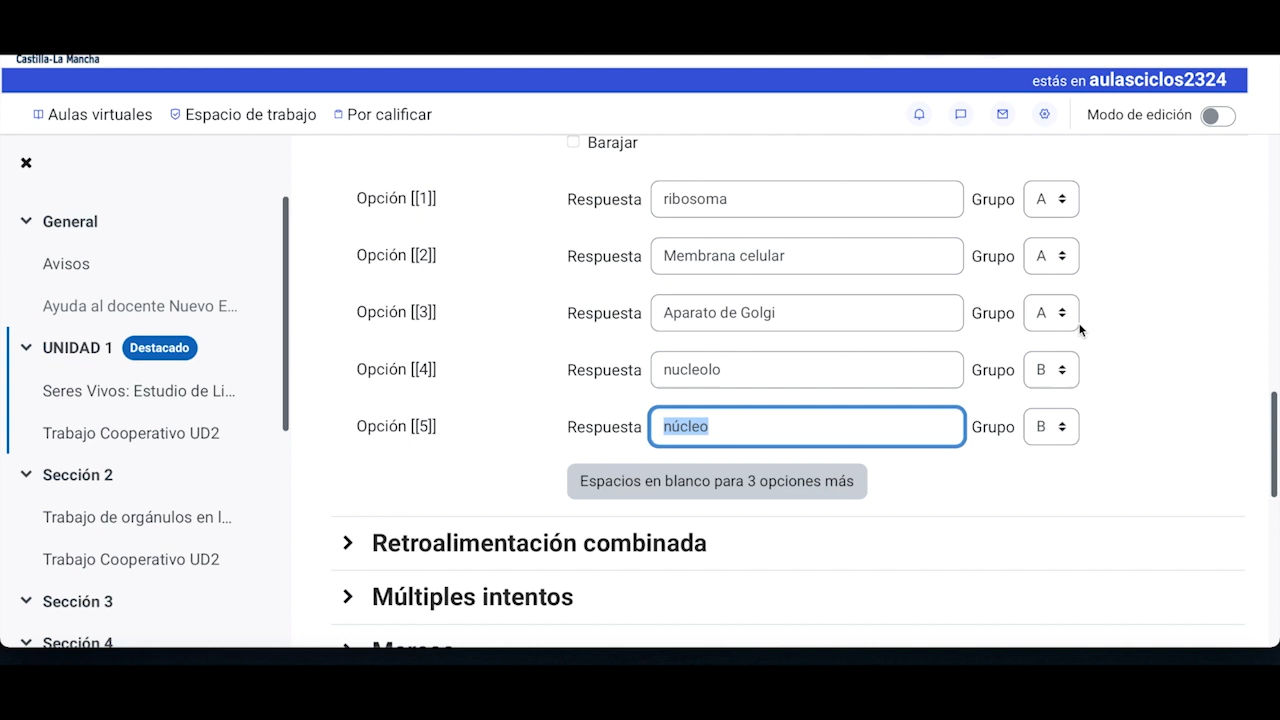 Castilla-La Mancha
estás en aulasciclos2324
Aulas virtuales Espacio de trabajo Por calificar Modo de edición
Barajar
General
Avisos
Ayuda al docente Nuevo E...
UNIDAD 1 Destacado
Seres Vivos: Estudio de Li...
Trabajo Cooperativo UD2
Sección 2
Trabajo de orgánulos en l...
Trabajo Cooperativo UD2
Sección 3
Sección 4
Opción [[1]] Respuesta ribosoma Grupo A
Opción [[2]] Respuesta Membrana celular Grupo A
Opción [[3]] Respuesta Aparato de Golgi Grupo A
Opción [[4]] Respuesta nucleolo Grupo B
Opción [[5]] Respuesta núcleo Grupo B
Espacios en blanco para 3 opciones más
Retroalimentación combinada
Múltiples intentos